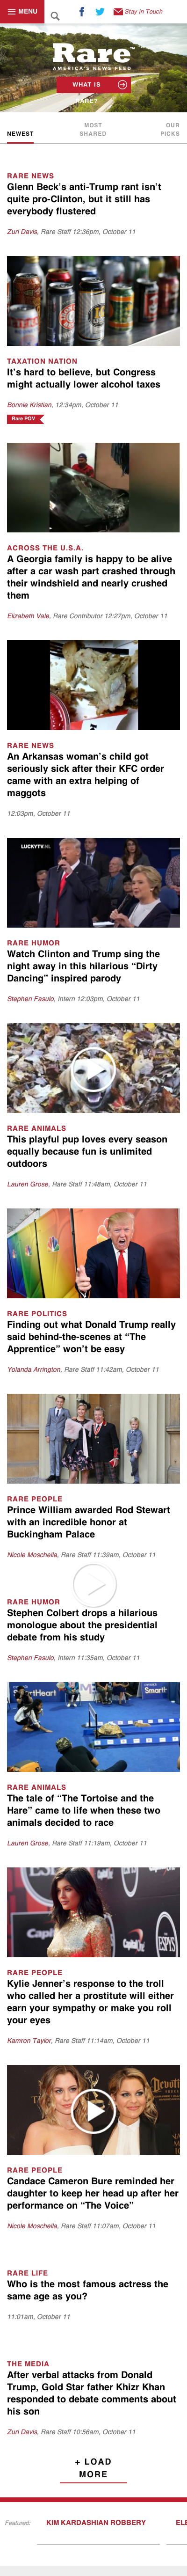 MENU
Stay in Touch
Rare
AMERICA'S NEWS FEED
WHAT IS
RARE?
NEWEST
MOST
SHARED
OUR
PICKS
RARE NEWS
Glenn Beck's anti-Trump rant isn't
quite pro-Clinton, but it still has
everybody flustered
Zuri Davis, Rare Staff 12:36pm, October 11
TAXATION NATION
It's hard to believe, but Congress
might actually lower alcohol taxes
Bonnie Kristian, 12:34pm, October 11
Rare POV
ACROSS THE U.S.A.
A Georgia family is happy to be alive
after a car wash part crashed through
their windshield and nearly crushed
them
Elizabeth Vale, Rare Contributor 12:27pm, October 11
RARE NEWS
An Arkansas woman's child got
seriously sick after their KFC order
came with an extra helping of
maggots
12:03pm, October 11
LUCKYTV.NL
RARE HUMOR
Watch Clinton and Trump sing the
night away in this hilarious "Dirty
Dancing" inspired parody
Stephen Fasulo, Intern 12:03pm, October 11
RARE ANIMALS
This playful pup loves every season
equally because fun is unlimited
outdoors
Lauren Grose, Rare Staff 11:48am, October 11
RARE POLITICS
Finding out what Donald Trump really
said behind-the-scenes at "The
Apprentice" won't be easy
Yolanda Arrington, Rare Staff 11:42am, October 11
RARE PEOPLE
Prince William awarded Rod Stewart
with an incredible honor at
Buckingham Palace
Nicole Moschella, Rare Staff 11:39am, October 11
RARE HUMOR
Stephen Colbert drops a hilarious
monologue about the presidential
debate from his study
Stephen Fasulo, Intern 11:35am, October 11
RARE ANIMALS
The tale of "The Tortoise and the
Hare" came to life when these two
animals decided to race
Lauren Grose, Rare Staff 11:19am, October 11
RARE PEOPLE
Kylie Jenner's response to the troll
who called her a prostitute will either
earn your sympathy or make you roll
your eyes
Kamron Taylor, Rare Staff 11:14am, October 11
RARE PEOPLE
Candace Cameron Bure reminded her
daughter to keep her head up after her
performance on "The Voice"
Nicole Moschella, Rare Staff 11:07am, October 11
RARE LIFE
Who is the most famous actress the
same age as you?
11:01am, October 11
THE MEDIA
After verbal attacks from Donald
Trump, Gold Star father Khizr Khan
responded to debate comments about
his son
Zuri Davis, Rare Staff 10:56am, October 11
+ LOAD
MORE
Featured: KIM KARDASHIAN ROBBERY ELE